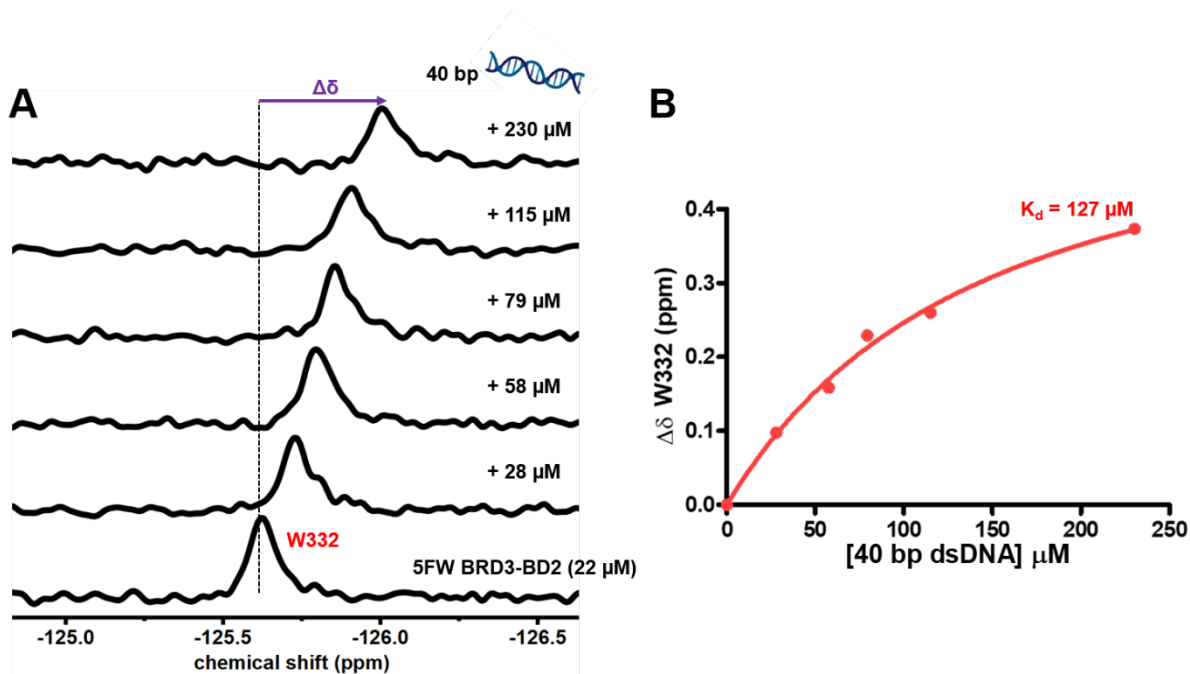 40 bp
A
Δδ
+ 230 μM
+ 115 μM
+ 79 μM
+ 58 μM
+ 28 μM
W332
5FW BRD3-BD2 (22 μM)
-125.0
-125.5
-126.0
-126.5
chemical shift (ppm)
B
Kd = 127 μM
0.4
0.3
0.2
0.1
0.0
Δδ W332 (ppm)
0
50
100
150
200
250
[40 bp dsDNA] μM